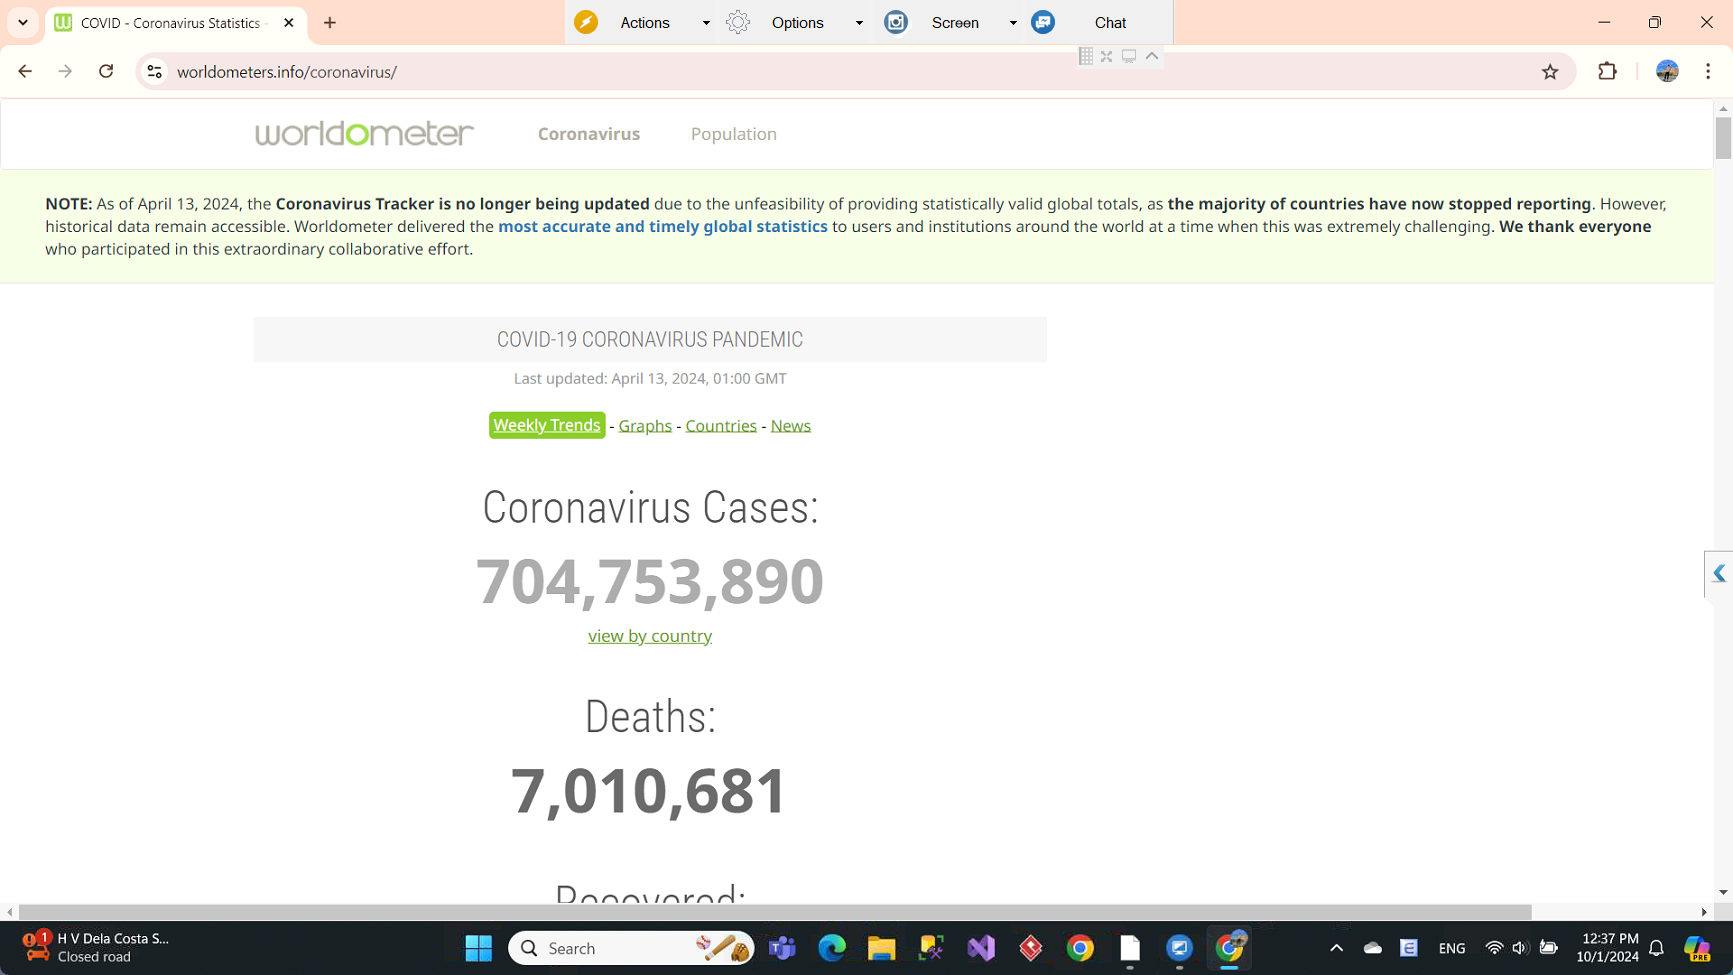 COVID - Coronavirus Statistics -
Actions
Options
Screen
Chat
worldometers.info/coronavirus/
worldometer
Coronavirus
Population
NOTE: As of April 13, 2024, the Coronavirus Tracker is no longer being updated due to the unfeasibility of providing statistically valid global totals, as the majority of countries have now stopped reporting. However,
historical data remain accessible. Worldometer delivered the most accurate and timely global statistics to users and institutions around the world at a time when this was extremely challenging. We thank everyone
who participated in this extraordinary collaborative effort.
COVID-19 CORONAVIRUS PANDEMIC
Last updated: April 13, 2024, 01:00 GMT
Weekly Trends - Graphs - Countries - News
Coronavirus Cases:
704,753,890
view by country
Deaths:
7,010,681
Recovered:
1
H V Dela Costa S...
Closed road
Search
ENG
12:37 PM
10/1/2024
PRE